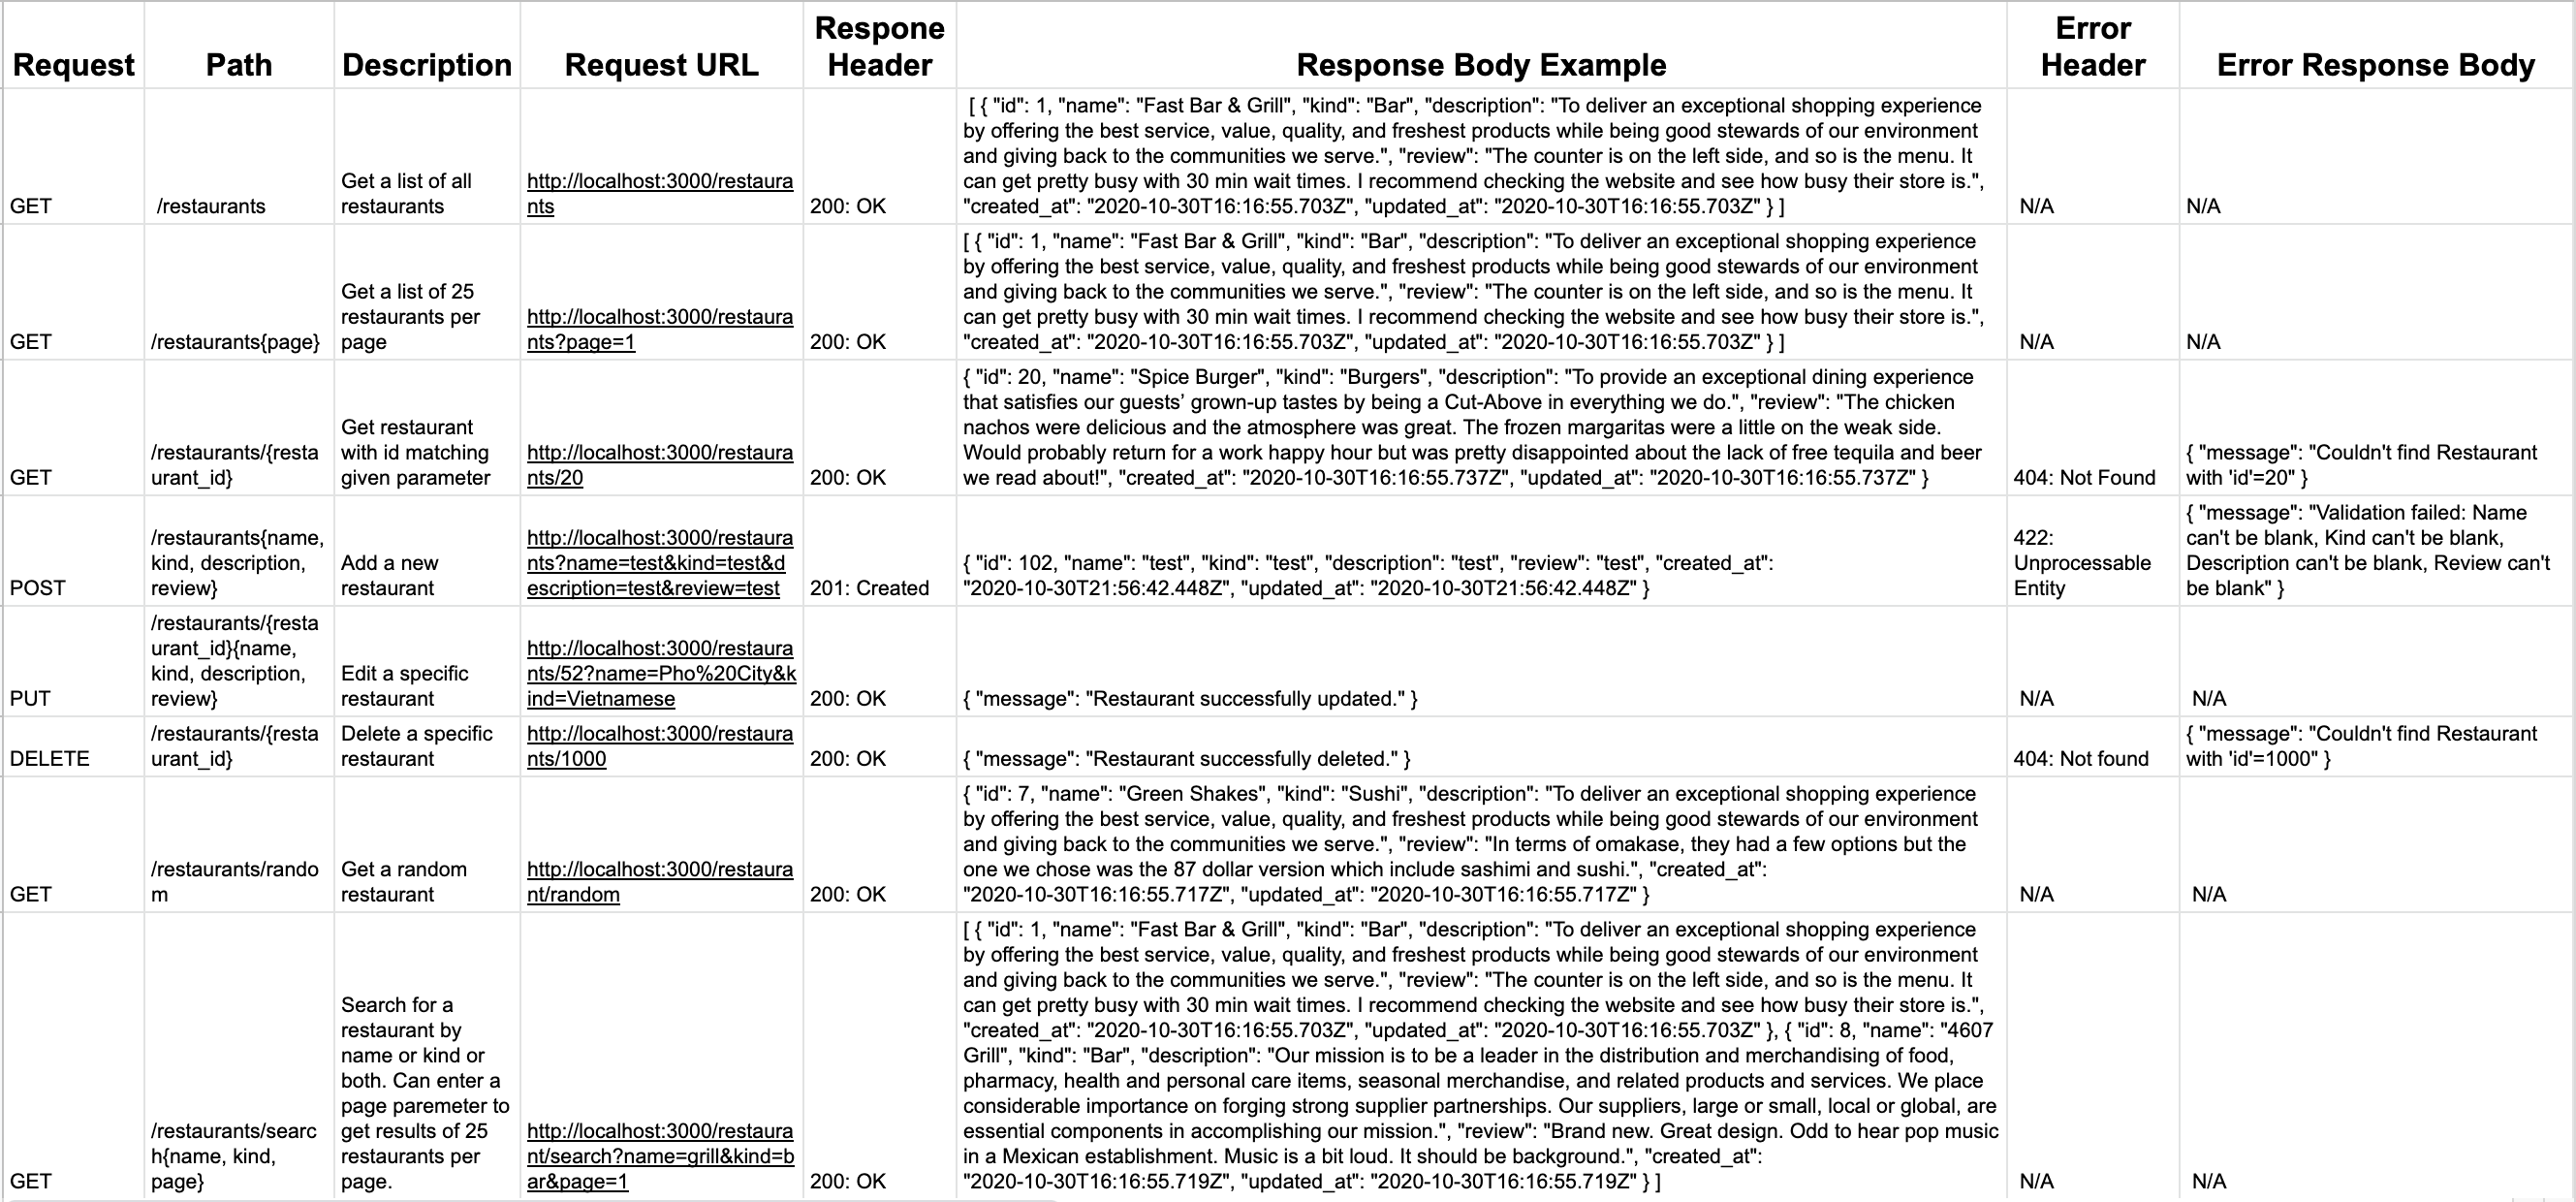 Request
Path
Description
Request URL
Respone
Header
Response Body Example
Error
Header
Error Response Body
GET
/restaurants
Get a list of all
restaurants
http://localhost:3000/restaura
nts
200: OK
[ { "id": 1, "name": "Fast Bar & Grill", "kind": "Bar", "description": "To deliver an exceptional shopping experience
by offering the best service, value, quality, and freshest products while being good stewards of our environment
and giving back to the communities we serve.", "review": "The counter is on the left side, and so is the menu. It
can get pretty busy with 30 min wait times. I recommend checking the website and see how busy their store is.",
"created_at": "2020-10-30T16:16:55.703Z", "updated_at": "2020-10-30T16:16:55.703Z" } ]
N/A
N/A
GET
/restaurants{page}
Get a list of 25
restaurants per
page
http://localhost:3000/restaura
nts?page=1
200: OK
[ { "id": 1, "name": "Fast Bar & Grill", "kind": "Bar", "description": "To deliver an exceptional shopping experience
by offering the best service, value, quality, and freshest products while being good stewards of our environment
and giving back to the communities we serve.", "review": "The counter is on the left side, and so is the menu. It
can get pretty busy with 30 min wait times. I recommend checking the website and see how busy their store is.",
"created_at": "2020-10-30T16:16:55.703Z", "updated_at": "2020-10-30T16:16:55.703Z" } ]
N/A
N/A
GET
/restaurants/{resta
urant_id}
Get restaurant
with id matching
given parameter
http://localhost:3000/restaura
nts/20
200: OK
{ "id": 20, "name": "Spice Burger", "kind": "Burgers", "description": "To provide an exceptional dining experience
that satisfies our guests’ grown-up tastes by being a Cut-Above in everything we do.", "review": "The chicken
nachos were delicious and the atmosphere was great. The frozen margaritas were a little on the weak side.
Would probably return for a work happy hour but was pretty disappointed about the lack of free tequila and beer
we read about!", "created_at": "2020-10-30T16:16:55.737Z", "updated_at": "2020-10-30T16:16:55.737Z" }
404: Not Found
{ "message": "Couldn't find Restaurant
with 'id'=20" }
POST
/restaurants{name,
kind, description,
review}
Add a new
restaurant
http://localhost:3000/restaura
nts?name=test&kind=test&d
escription=test&review=test
201: Created
{ "id": 102, "name": "test", "kind": "test", "description": "test", "review": "test", "created_at":
"2020-10-30T21:56:42.448Z", "updated_at": "2020-10-30T21:56:42.448Z" }
422:
Unprocessable
Entity
{ "message": "Validation failed: Name
can't be blank, Kind can't be blank,
Description can't be blank, Review can't
be blank" }
PUT
/restaurants/{resta
urant_id}{name,
kind, description,
review}
Edit a specific
restaurant
http://localhost:3000/restaura
nts/52?name=Pho%20City&k
ind=Vietnamese
200: OK
{ "message": "Restaurant successfully updated." }
N/A
N/A
DELETE
/restaurants/{resta
urant_id}
Delete a specific
restaurant
http://localhost:3000/restaura
nts/1000
200: OK
{ "message": "Restaurant successfully deleted." }
404: Not found
{ "message": "Couldn't find Restaurant
with 'id'=1000" }
GET
/restaurants/rando
m
Get a random
restaurant
http://localhost:3000/restaura
nt/random
200: OK
{ "id": 7, "name": "Green Shakes", "kind": "Sushi", "description": "To deliver an exceptional shopping experience
by offering the best service, value, quality, and freshest products while being good stewards of our environment
and giving back to the communities we serve.", "review": "In terms of omakase, they had a few options but the
one we chose was the 87 dollar version which include sashimi and sushi.", "created_at":
"2020-10-30T16:16:55.717Z", "updated_at": "2020-10-30T16:16:55.717Z" }
N/A
N/A
GET
/restaurants/searc
h{name, kind,
page}
Search for a
restaurant by
name or kind or
both. Can enter a
page paremeter to
get results of 25
restaurants per
page.
http://localhost:3000/restaura
nt/search?name=grill&kind=b
ar&page=1
200: OK
[ { "id": 1, "name": "Fast Bar & Grill", "kind": "Bar", "description": "To deliver an exceptional shopping experience
by offering the best service, value, quality, and freshest products while being good stewards of our environment
and giving back to the communities we serve.", "review": "The counter is on the left side, and so is the menu. It
can get pretty busy with 30 min wait times. I recommend checking the website and see how busy their store is.",
"created_at": "2020-10-30T16:16:55.703Z", "updated_at": "2020-10-30T16:16:55.703Z" }, { "id": 8, "name": "4607
Grill", "kind": "Bar", "description": "Our mission is to be a leader in the distribution and merchandising of food,
pharmacy, health and personal care items, seasonal merchandise, and related products and services. We place
considerable importance on forging strong supplier partnerships. Our suppliers, large or small, local or global, are
essential components in accomplishing our mission.", "review": "Brand new. Great design. Odd to hear pop music
in a Mexican establishment. Music is a bit loud. It should be background.", "created_at":
"2020-10-30T16:16:55.719Z", "updated_at": "2020-10-30T16:16:55.719Z" } ]
N/A
N/A